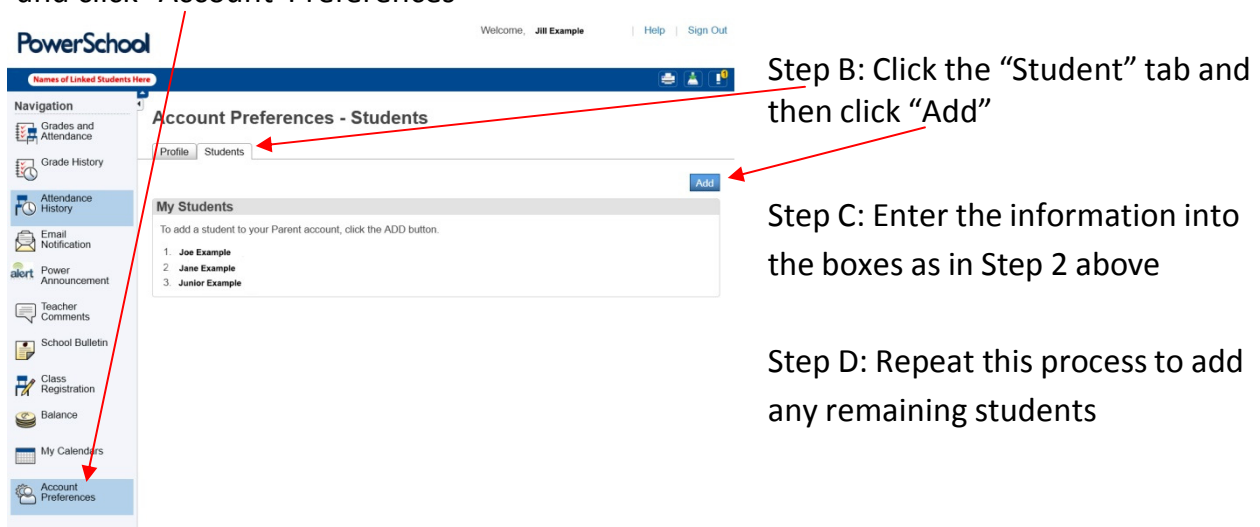 and click "Account Preferences"
PowerSchool
Welcome, Jill Example | Help | Sign Out
Names of Linked Students Here
Navigation
Grades and
Attendance
Grade History
Attendance
History
Email
Notification
alert
Power
Announcement
Teacher
Comments
School Bulletin
Class
Registration
Balance
My Calendars
Account
Preferences
Account Preferences - Students
Profile
Students
Add
My Students
To add a student to your Parent account, click the ADD button.
1. Joe Example
2. Jane Example
3. Junior Example
Step B: Click the “Student” tab and
then click “Add”
Step C: Enter the information into
the boxes as in Step 2 above
Step D: Repeat this process to add
any remaining students